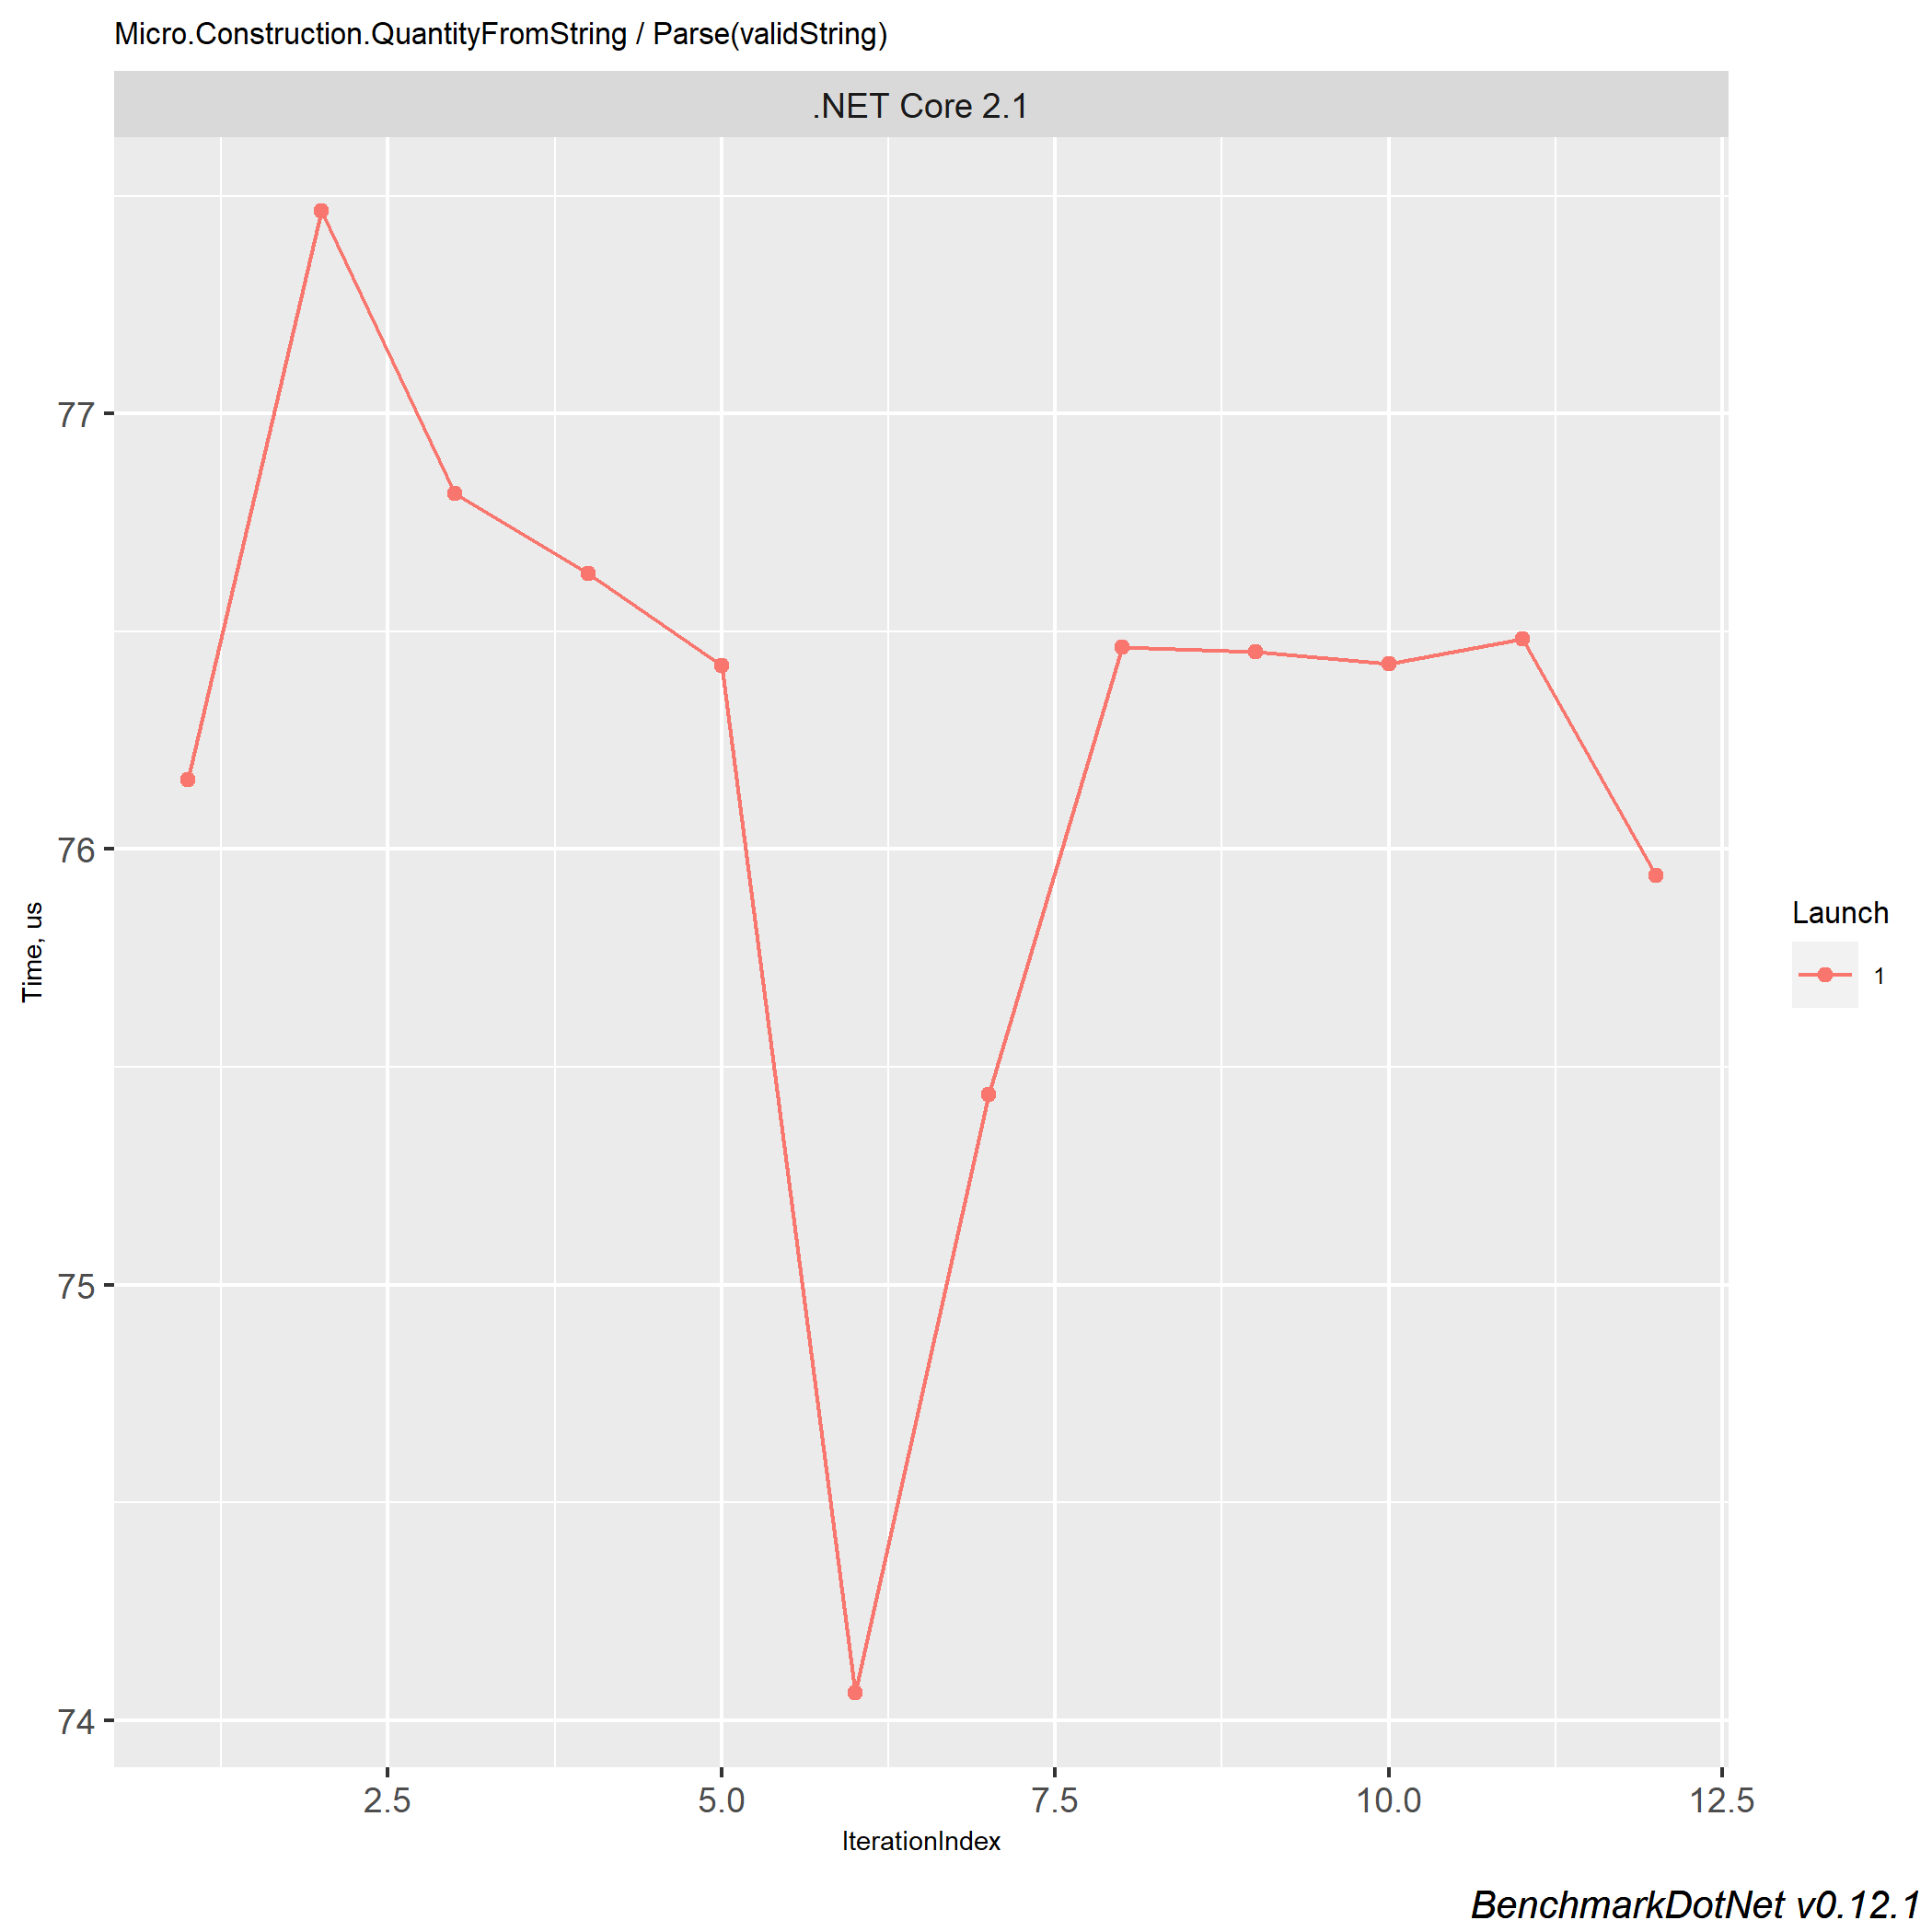 Micro.Construction.QuantityFromString / Parse(validString)
.NET Core 2.1
77
76
75
74
Time, us
2.5 5.0 7.5 10.0 12.5
IterationIndex
Launch
1
BenchmarkDotNet v0.12.1